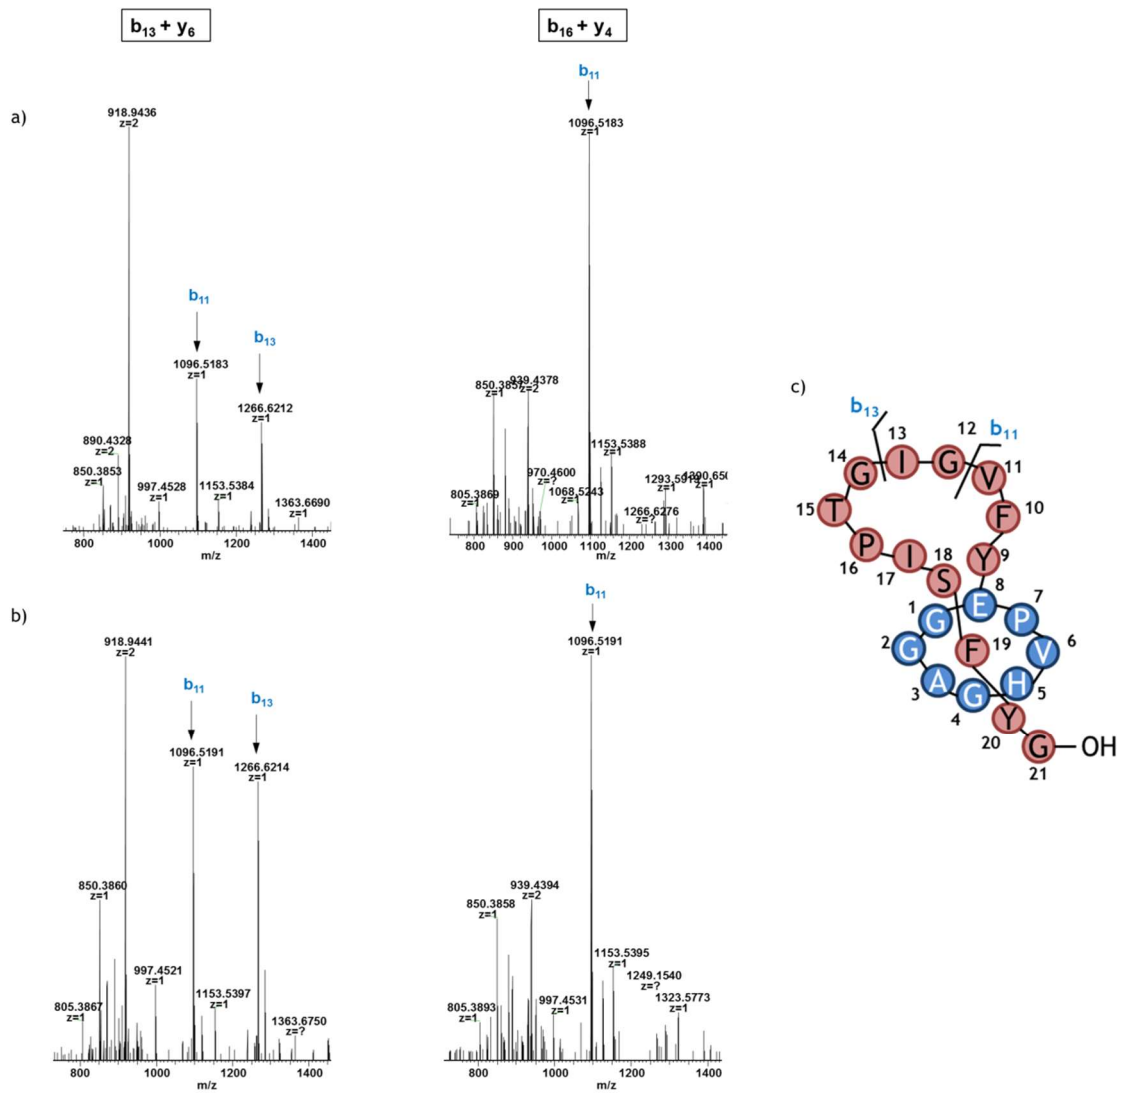 b13 + y6
b16 + y4
a)
918.9436
z=2
b11
1096.5183
z=1
b13
1266.6212
z=1
890.4328
z=2
850.3853
z=1
997.4528
z=1
1153.5384
z=1
1363.6690
z=1
800 1000 1200 1400
m/z
b11
1096.5183
z=1
z=1
939.4378
z=2
1153.5388
z=1
970.4600
z=?
805.3869
z=1
1068.5243
z=1
z=1
1266.6276
z=?
z=1
800 900 1000 1100 1200 1300 1400
m/z
b)
918.9441
z=2
b11
1096.5191
z=1
b13
1266.6214
z=1
850.3860
z=1
997.4521
z=1
805.3867
z=1
1153.5397
z=1
1363.6750
z=?
800 1000 1200 1400
m/z
b11
1096.5191
z=1
939.4394
z=2
850.3858
z=1
1153.5395
z=1
1249.1540
z=?
805.3893
z=1
997.4531
z=1
1323.5773
z=1
800 1000 1200 1400
m/z
c)
b13
b11
14 13 12 11
G I G V
15 T F 10
P I S Y 9
16 17 18 8
1 G E P 7
2 G F 19 V 6
3 A G H 5
4 Y
20 G OH
21